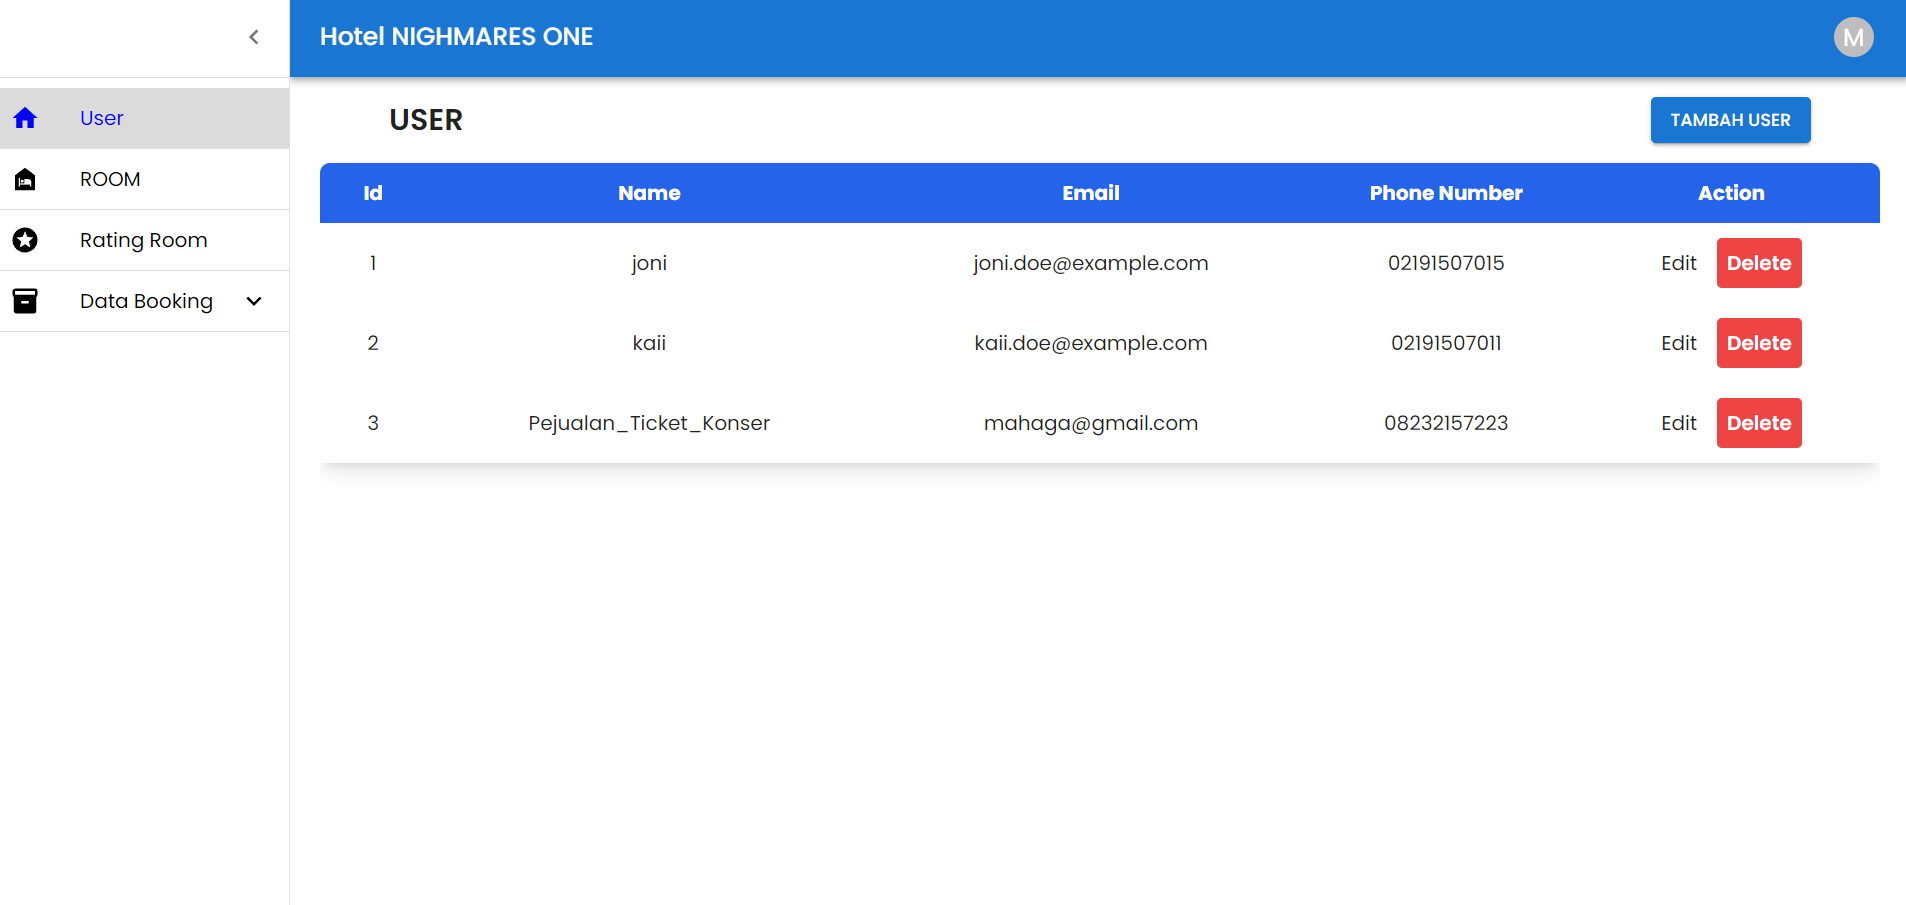 Hotel NIGHMARES ONE
M
User
ROOM
Rating Room
Data Booking
USER
TAMBAH USER
Id Name Email Phone Number Action
1 joni joni.doe@example.com 02191507015 Edit Delete
2 kaii kaii.doe@example.com 02191507011 Edit Delete
3 Pejualan_Ticket_Konser mahaga@gmail.com 08232157223 Edit Delete